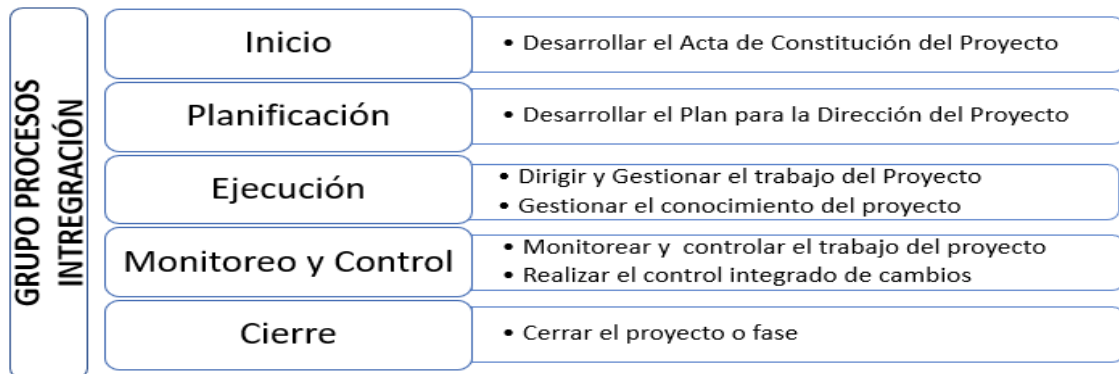 GRUPO PROCESOS
INTREGRACIÓN
Inicio
• Desarrollar el Acta de Constitución del Proyecto
Planificación
• Desarrollar el Plan para la Dirección del Proyecto
Ejecución
• Dirigir y Gestionar el trabajo del Proyecto
• Gestionar el conocimiento del proyecto
Monitoreo y Control
• Monitorear y controlar el trabajo del proyecto
• Realizar el control integrado de cambios
Cierre
• Cerrar el proyecto o fase